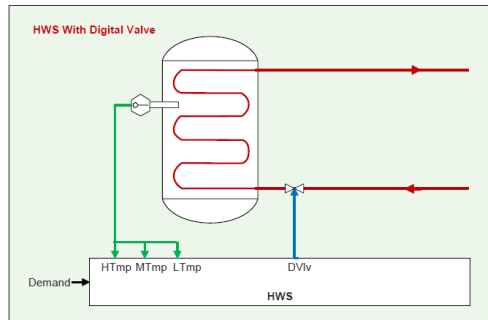 HWS With Digital Valve
HTmp MTmp LTmp DVlv
Demand
HWS